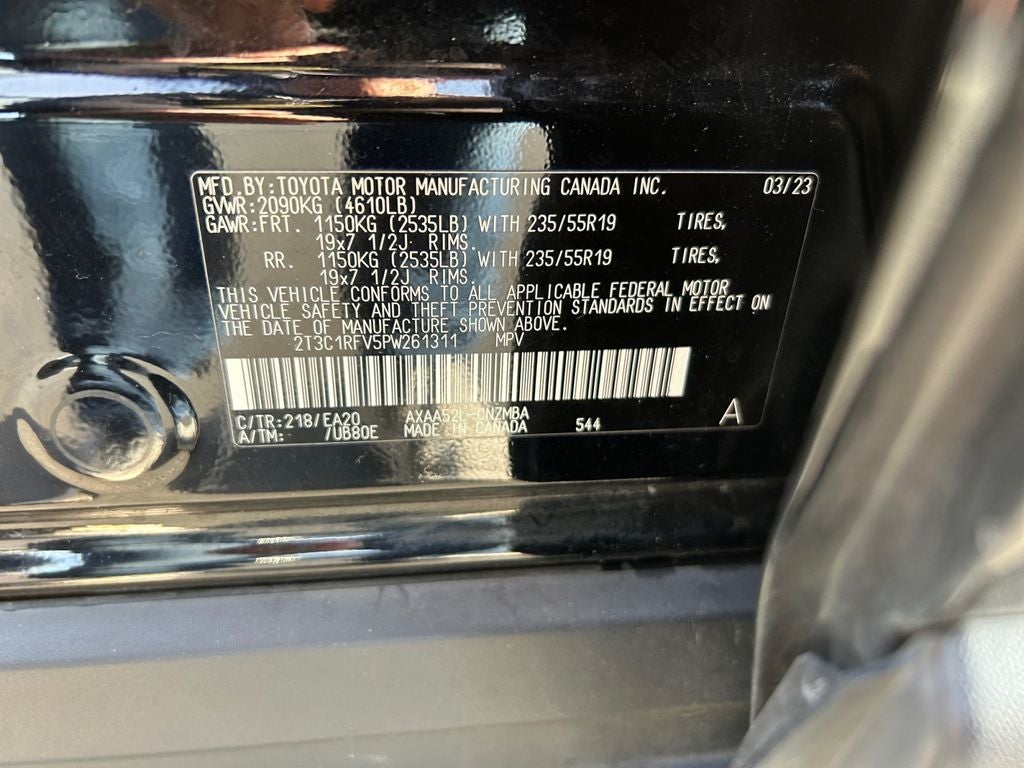 MFD.BY:TOYOTA MOTOR MANUFACTURING CANADA INC. 03/23
GVWR:2090KG (4610LB)
GAWR:FRT. 1150KG (2535LB) WITH 235/55R19 TIRES,
19x7 1/2J RIMS.
RR. 1150KG (2535LB) WITH 235/55R19 TIRES,
19x7 1/2J RIMS.
THIS VEHICLE CONFORMS TO ALL APPLICABLE FEDERAL MOTOR
VEHICLE SAFETY AND THEFT PREVENTION STANDARDS IN EFFECT ON
THE DATE OF MANUFACTURE SHOWN ABOVE.
2T3C1RFV5PW261311 MPV
C/TR:218/EA20 AXAA52L-CNZMBA
A/TM: /UB80E MADE IN CANADA 544 A